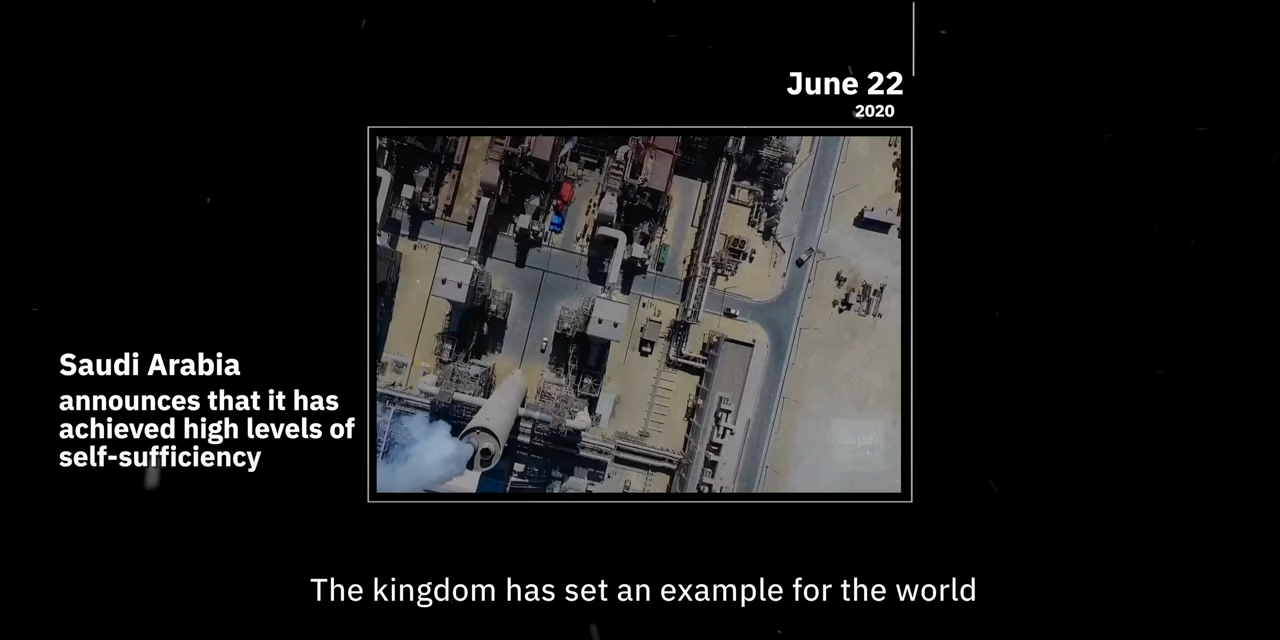 June 22
2020
Saudi Arabia
announces that it has
achieved high levels of
self-sufficiency
The kingdom has set an example for the world